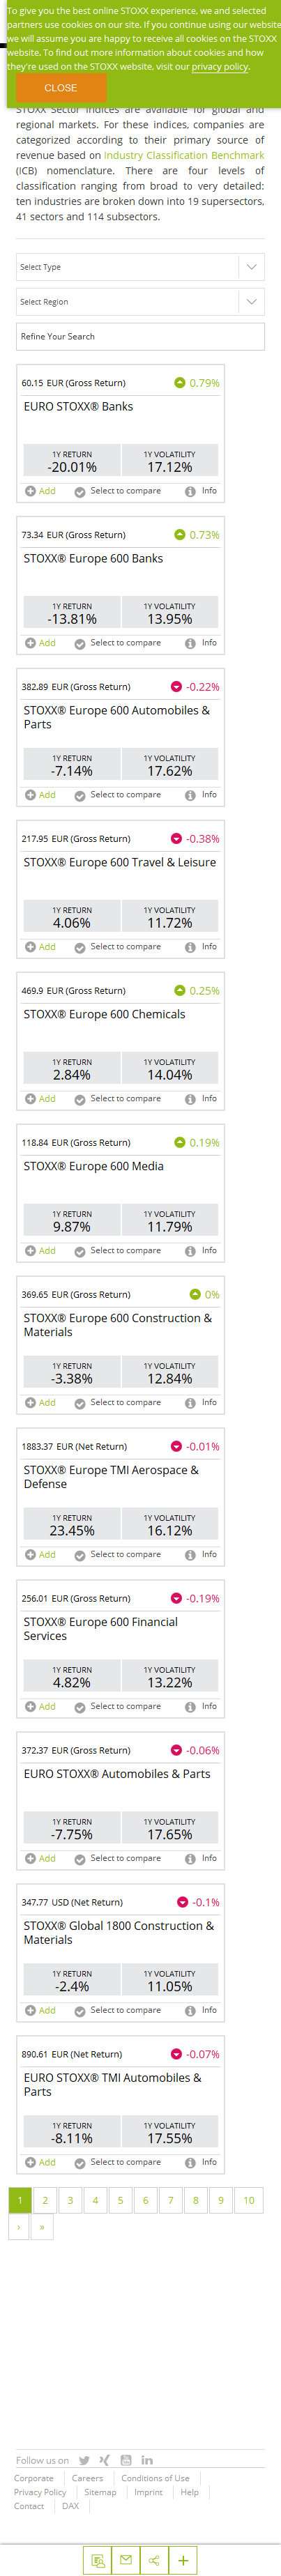 To give you the best online STOXX experience, we and selected
partners use cookies on our site. If you continue using our website
we will assume you are happy to receive all cookies on the STOXX
website. To find out more information about cookies and how
they're used on the STOXX website, visit our privacy policy.
CLOSE
STOXX Sector Indices are available for global and
regional markets. For these indices, companies are
categorized according to their primary source of
revenue based on Industry Classification Benchmark
(ICB) nomenclature. There are four levels of
classification ranging from broad to very detailed:
ten industries are broken down into 19 supersectors,
41 sectors and 114 subsectors.
Select Type
Select Region
Refine Your Search
60.15 EUR (Gross Return) 0.79%
EURO STOXX® Banks
1Y RETURN 1Y VOLATILITY
-20.01% 17.12%
Add Select to compare Info
73.34 EUR (Gross Return) 0.73%
STOXX® Europe 600 Banks
1Y RETURN 1Y VOLATILITY
-13.81% 13.95%
Add Select to compare Info
382.89 EUR (Gross Return) -0.22%
STOXX® Europe 600 Automobiles &
Parts
1Y RETURN 1Y VOLATILITY
-7.14% 17.62%
Add Select to compare Info
217.95 EUR (Gross Return) -0.38%
STOXX® Europe 600 Travel & Leisure
1Y RETURN 1Y VOLATILITY
4.06% 11.72%
Add Select to compare Info
469.9 EUR (Gross Return) 0.25%
STOXX® Europe 600 Chemicals
1Y RETURN 1Y VOLATILITY
2.84% 14.04%
Add Select to compare Info
118.84 EUR (Gross Return) 0.19%
STOXX® Europe 600 Media
1Y RETURN 1Y VOLATILITY
9.87% 11.79%
Add Select to compare Info
369.65 EUR (Gross Return) 0%
STOXX® Europe 600 Construction &
Materials
1Y RETURN 1Y VOLATILITY
-3.38% 12.84%
Add Select to compare Info
1883.37 EUR (Net Return) -0.01%
STOXX® Europe TMI Aerospace &
Defense
1Y RETURN 1Y VOLATILITY
23.45% 16.12%
Add Select to compare Info
256.01 EUR (Gross Return) -0.19%
STOXX® Europe 600 Financial
Services
1Y RETURN 1Y VOLATILITY
4.82% 13.22%
Add Select to compare Info
372.37 EUR (Gross Return) -0.06%
EURO STOXX® Automobiles & Parts
1Y RETURN 1Y VOLATILITY
-7.75% 17.65%
Add Select to compare Info
347.77 USD (Net Return) -0.1%
STOXX® Global 1800 Construction &
Materials
1Y RETURN 1Y VOLATILITY
-2.4% 11.05%
Add Select to compare Info
890.61 EUR (Net Return) -0.07%
EURO STOXX® TMI Automobiles &
Parts
1Y RETURN 1Y VOLATILITY
-8.11% 17.55%
Add Select to compare Info
1 2 3 4 5 6 7 8 9 10
› »
Follow us on
Corporate Careers Conditions of Use
Privacy Policy Sitemap Imprint Help
Contact DAX